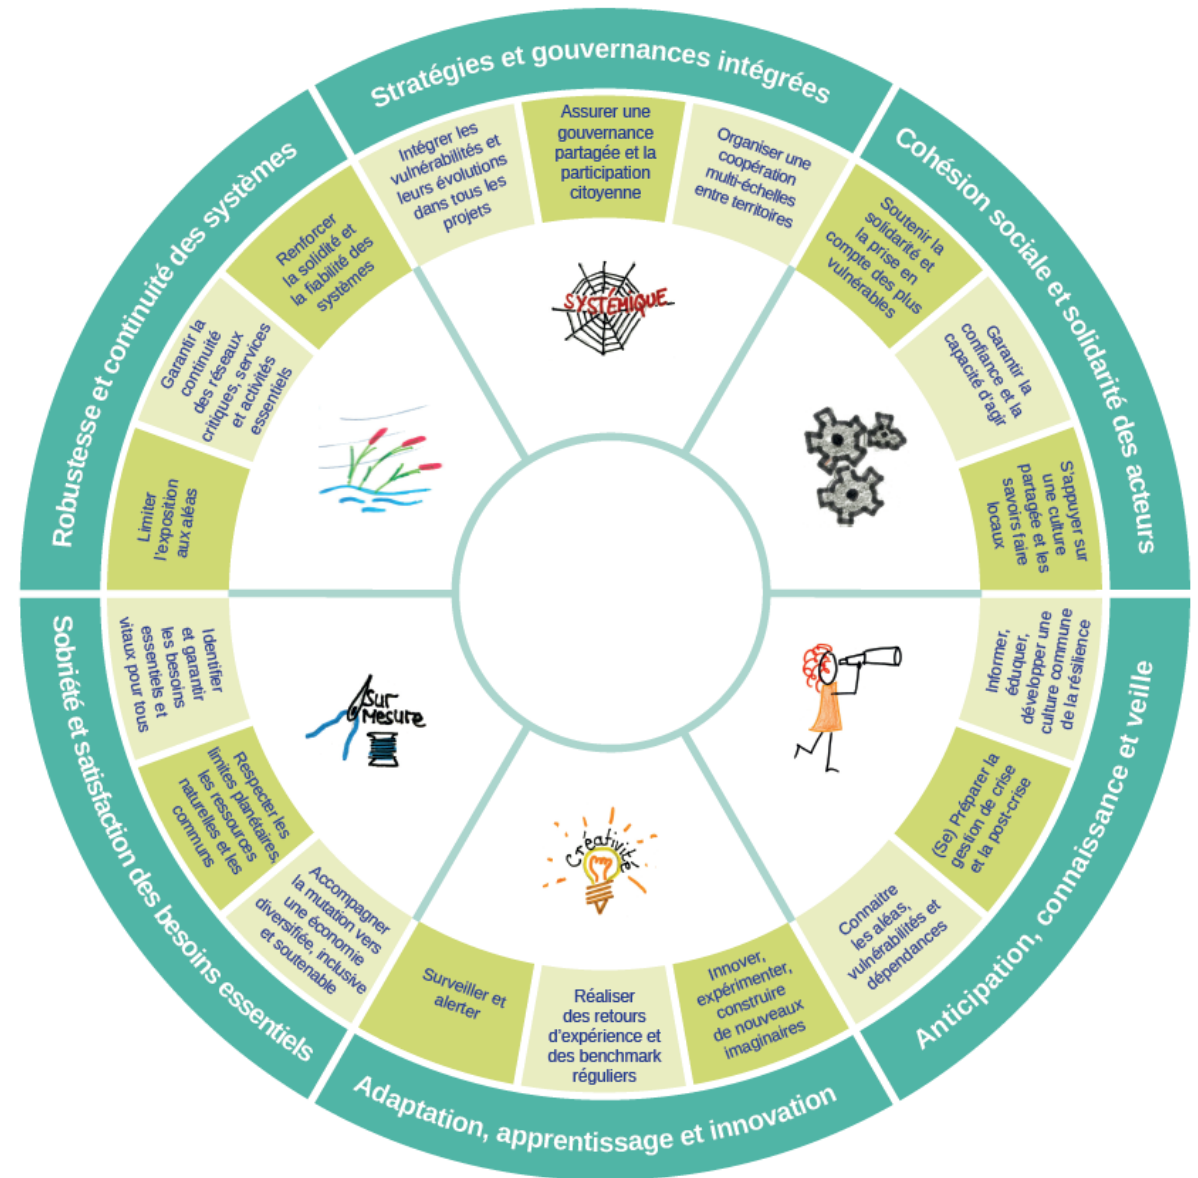 Stratégies et gouvernances intégrées
Intégrer les
vulnérabilités et
leurs évolutions
dans tous les
projets
Assurer une
gouvernance
partagée et la
participation
citoyenne
Organiser une
coopération
multi-échelles
entre territoires
SYSTÉMIQUE
Cohésion sociale et solidarité des acteurs
Soutenir la
solidarité et
la prise en
compte des plus
vulnérables
Garantir la
confiance et la
capacité d'agir
S'appuyer sur
une culture
partagée et les
savoirs faire
locaux
Anticipation, connaissance et veille
Informer,
éduquer,
développer une
culture commune
de la résilience
(Se) Préparer la
gestion de crise
et la post-crise
Connaitre
les aléas,
vulnérabilités et
dépendances
Adaptation, apprentissage et innovation
Innover,
expérimenter,
construire
de nouveaux
imaginaires
Réaliser
des retours
d'expérience et
des benchmark
réguliers
Surveiller et
alerter
Créativité
Sobriété et satisfaction des besoins essentiels
Accompagner
la mutation vers
une économie
diversifiée, inclusive
et soutenable
Respecter les
limites planétaires,
les ressources
naturelles et les
communs
Identifier
et garantir
les besoins
essentiels et
vitaux pour tous
Sur
Mesure
Robustesse et continuité des systèmes
Limiter
l'exposition
aux aléas
Garantir la
continuité
des réseaux
critiques, services
et activités
essentiels
Renforcer
la solidité et
la fiabilité des
systèmes